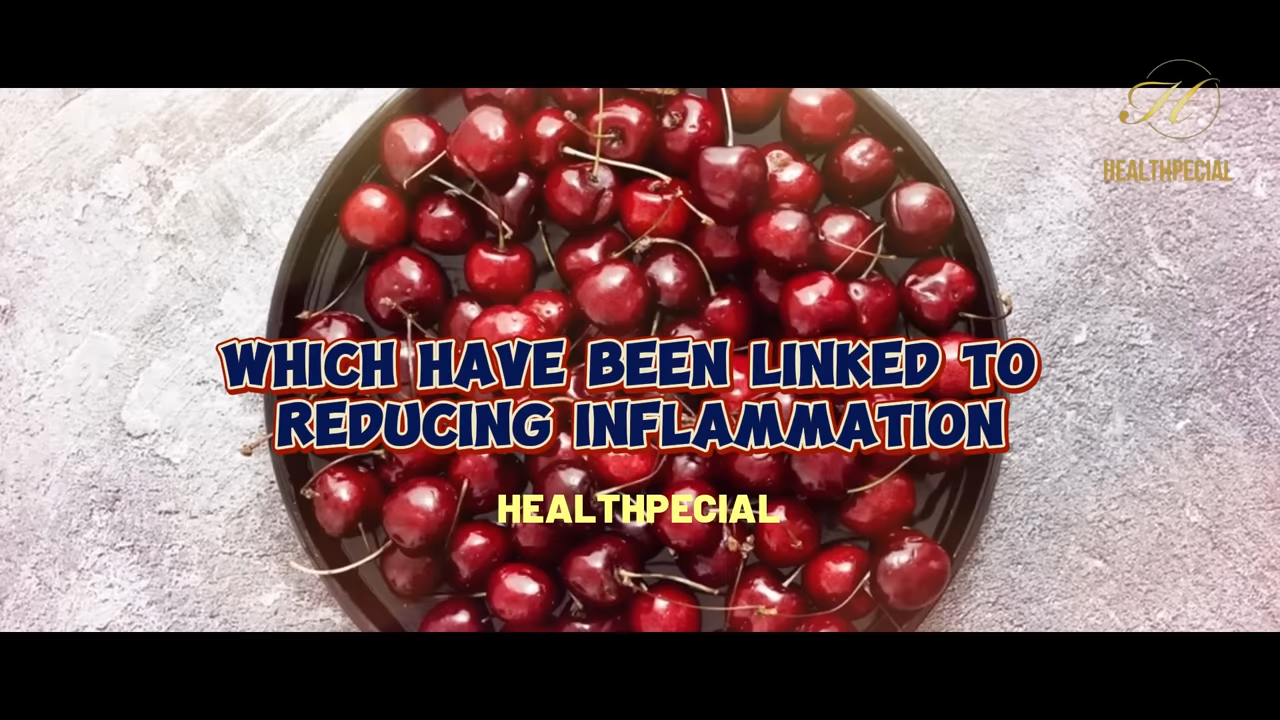 H
HEALTHPECIAL
WHICH HAVE BEEN LINKED TO
REDUCING INFLAMMATION
HEALTHPECIAL